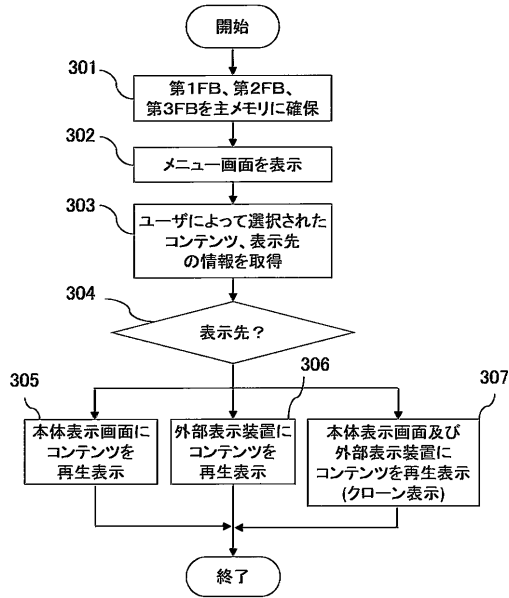 開始
301
第1FB、第2FB、
第3FBを主メモリに確保
302
メニュー画面を表示
303
ユーザによって選択された
コンテンツ、表示先
の情報を取得
304
表示先？
305
本体表示画面に
コンテンツを
再生表示
306
外部表示装置に
コンテンツを
再生表示
307
本体表示画面及び
外部表示装置に
コンテンツを再生表示
(クローン表示)
終了